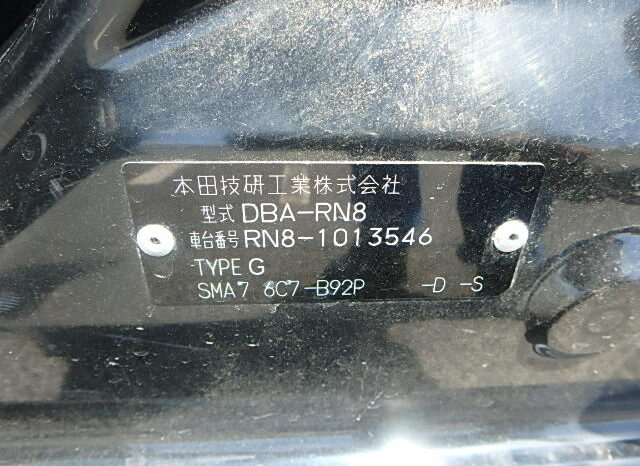 本田技研工業株式会社
型式 DBA-RN8
車台番号 RN8-1013546
TYPE G
SMA7 6C7-B92P -D -S